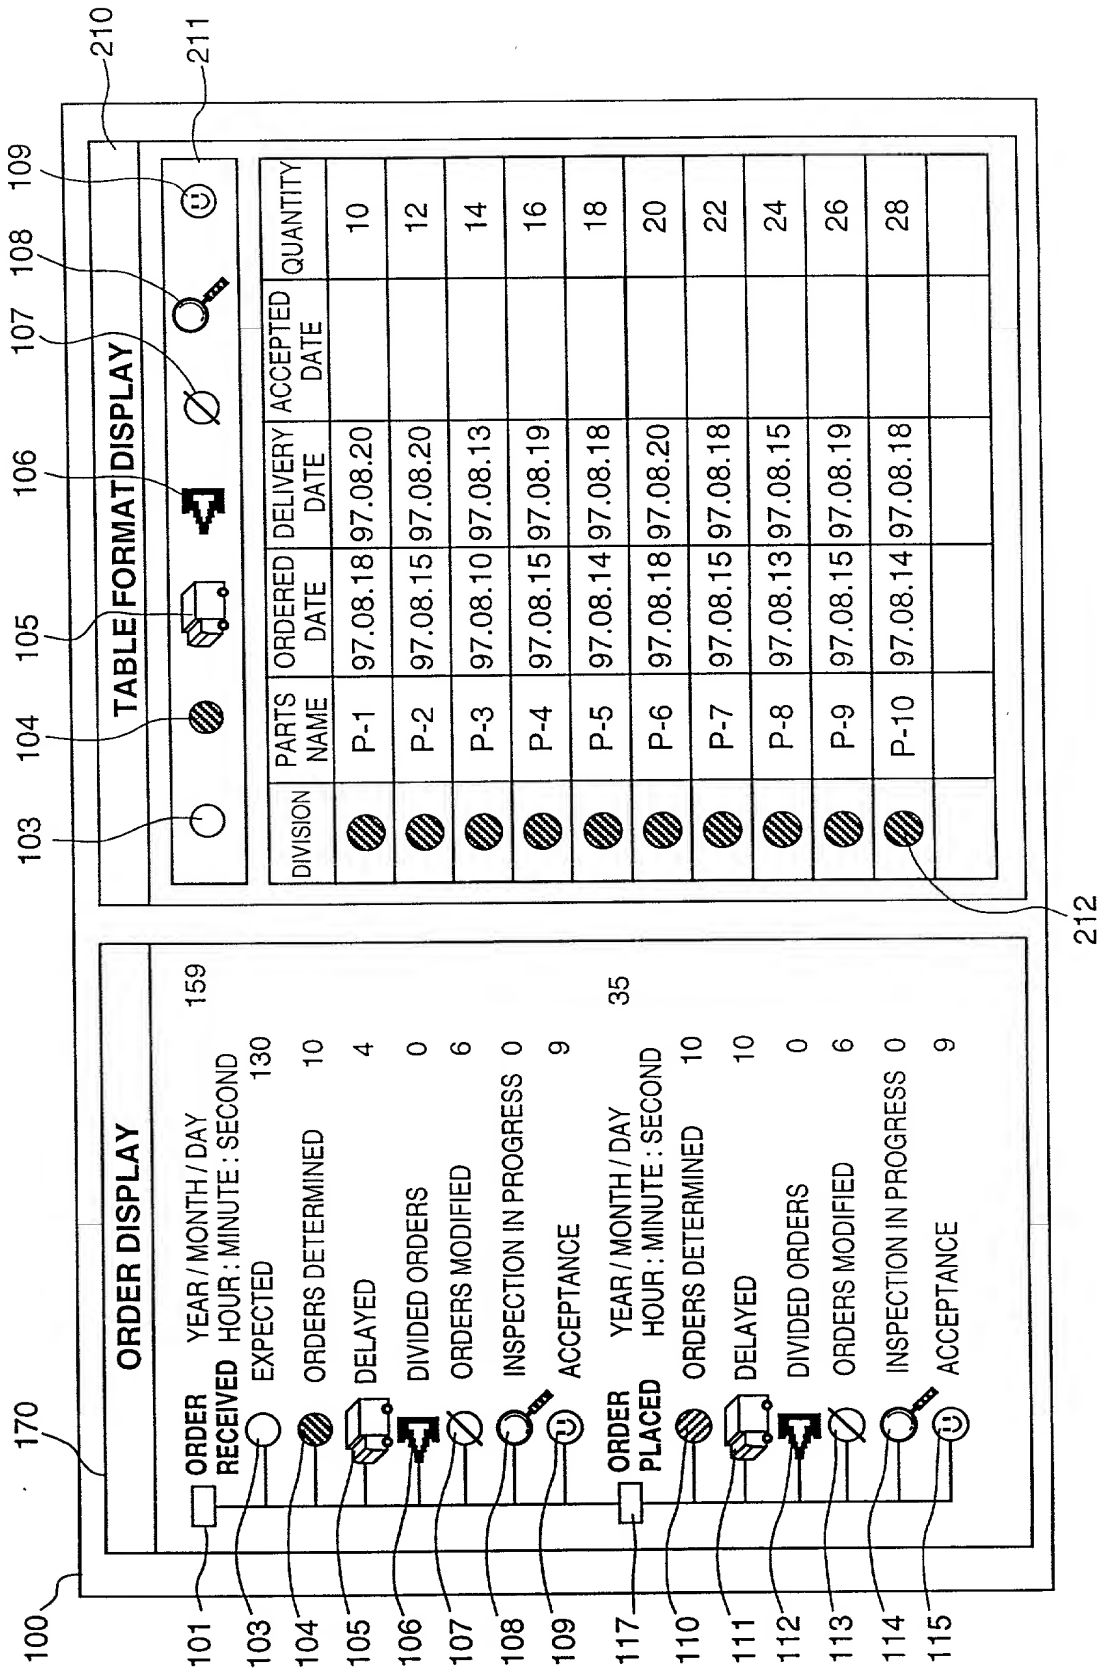 100
170
ORDER DISPLAY
101
ORDER RECEIVED
YEAR / MONTH / DAY
HOUR : MINUTE : SECOND
159
103
EXPECTED 130
104
ORDERS DETERMINED 10
105
DELAYED 4
106
DIVIDED ORDERS 0
107
ORDERS MODIFIED 6
108
INSPECTION IN PROGRESS 0
109
ACCEPTANCE 9
117
ORDER PLACED
YEAR / MONTH / DAY
HOUR : MINUTE : SECOND
35
110
ORDERS DETERMINED 10
111
DELAYED 10
112
DIVIDED ORDERS 0
113
ORDERS MODIFIED 6
114
INSPECTION IN PROGRESS 0
115
ACCEPTANCE 9
103 104 105 106 107 108 109
210
211
TABLE FORMAT DISPLAY
DIVISION PARTS NAME ORDERED DATE DELIVERY DATE ACCEPTED DATE QUANTITY
P-1 97.08.18 97.08.20 10
P-2 97.08.15 97.08.20 12
P-3 97.08.10 97.08.13 14
P-4 97.08.15 97.08.19 16
P-5 97.08.14 97.08.18 18
P-6 97.08.18 97.08.20 20
P-7 97.08.15 97.08.18 22
P-8 97.08.13 97.08.15 24
P-9 97.08.15 97.08.19 26
P-10 97.08.14 97.08.18 28
212